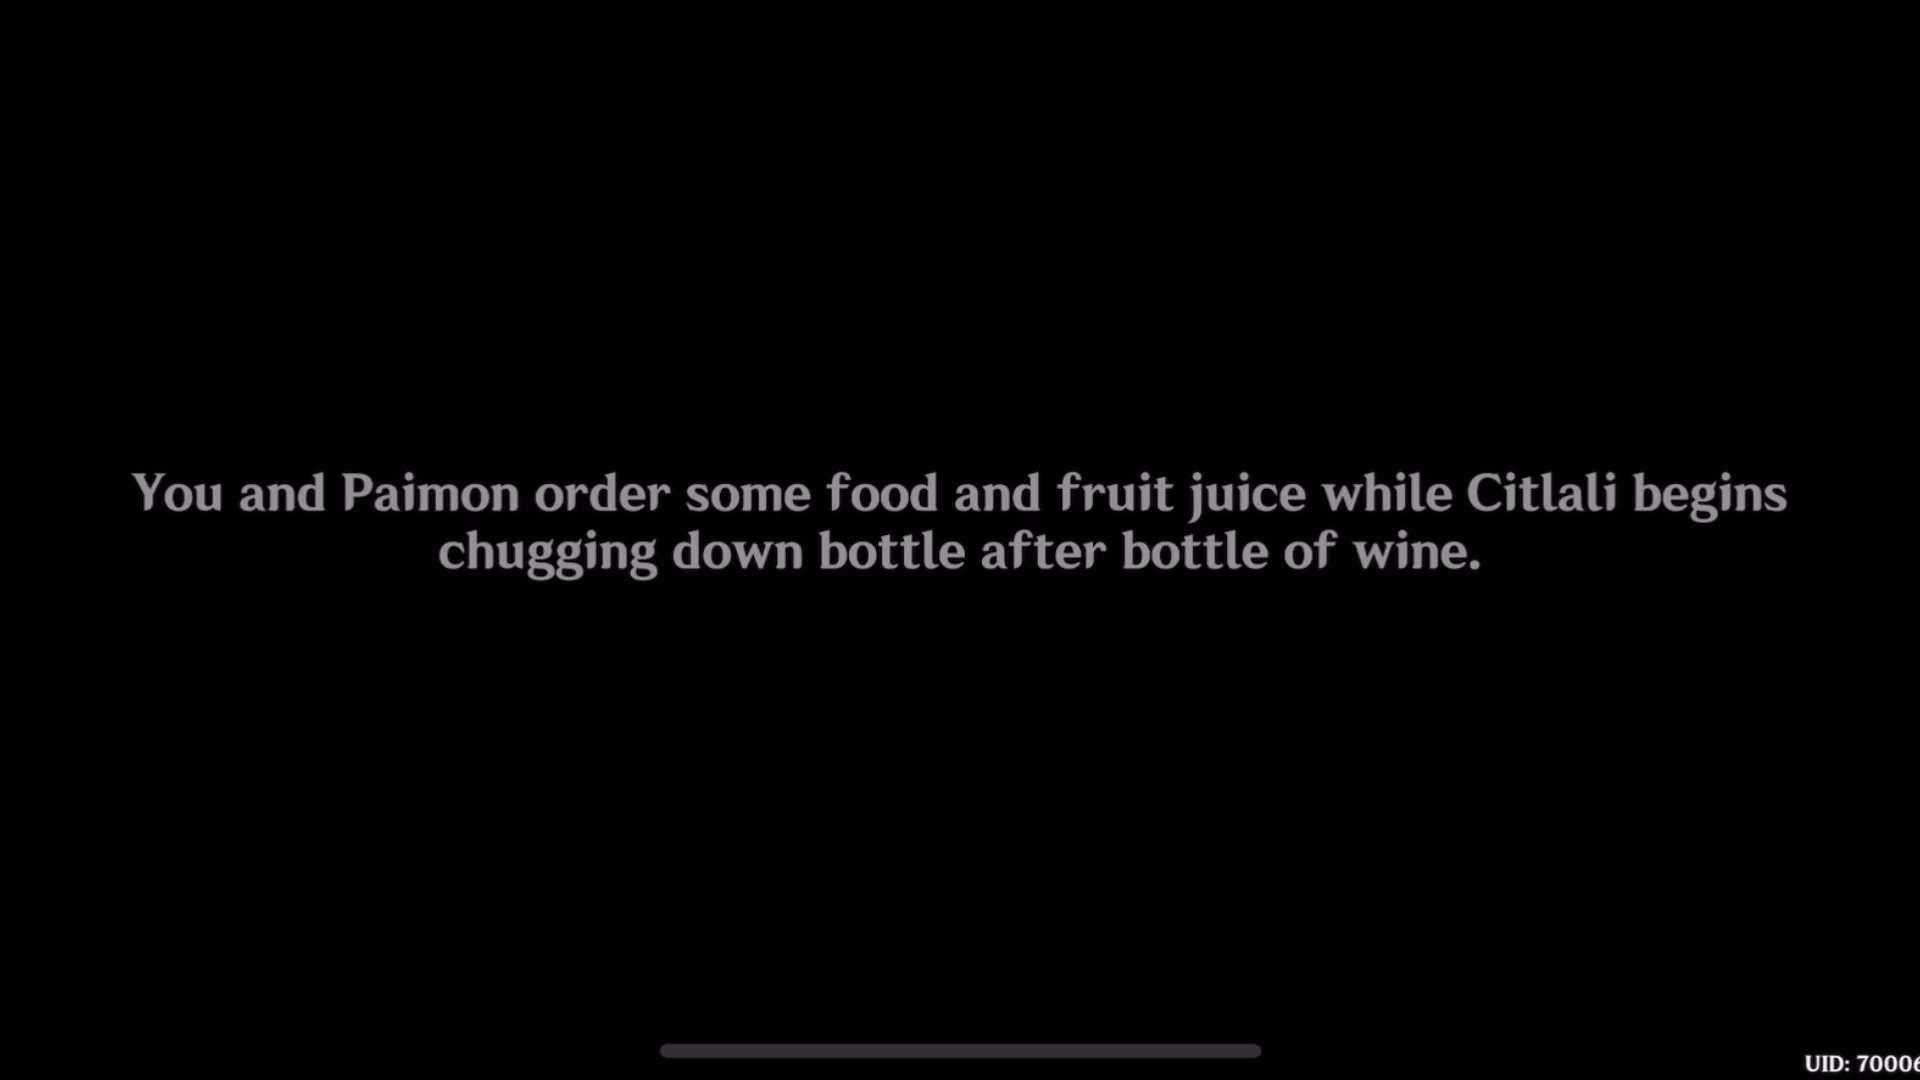 You and Paimon order some food and fruit juice while Citlali begins
chugging down bottle after bottle of wine.
UID: 70006